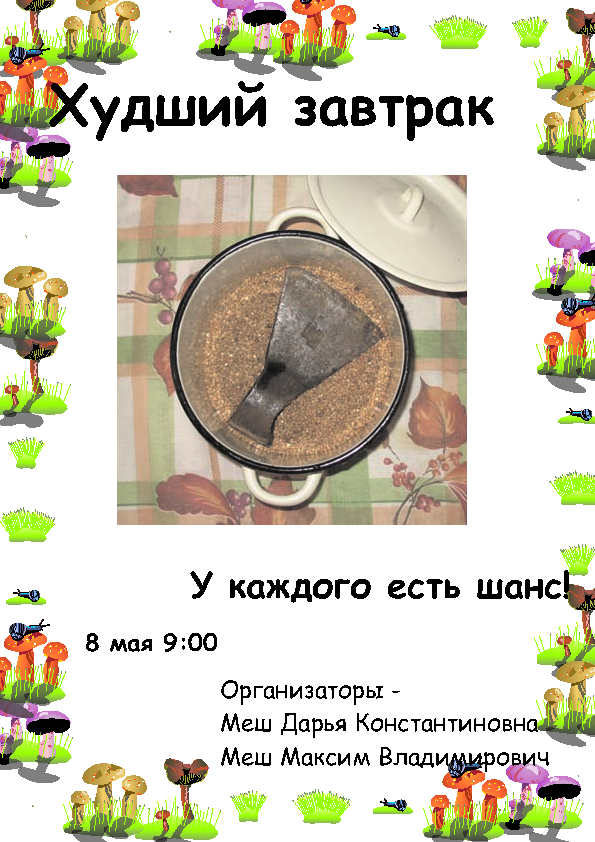 Худший завтрак
У каждого есть шанс!
8 мая 9:00
Организаторы -
Меш Дарья Константиновна
Меш Максим Владимирович